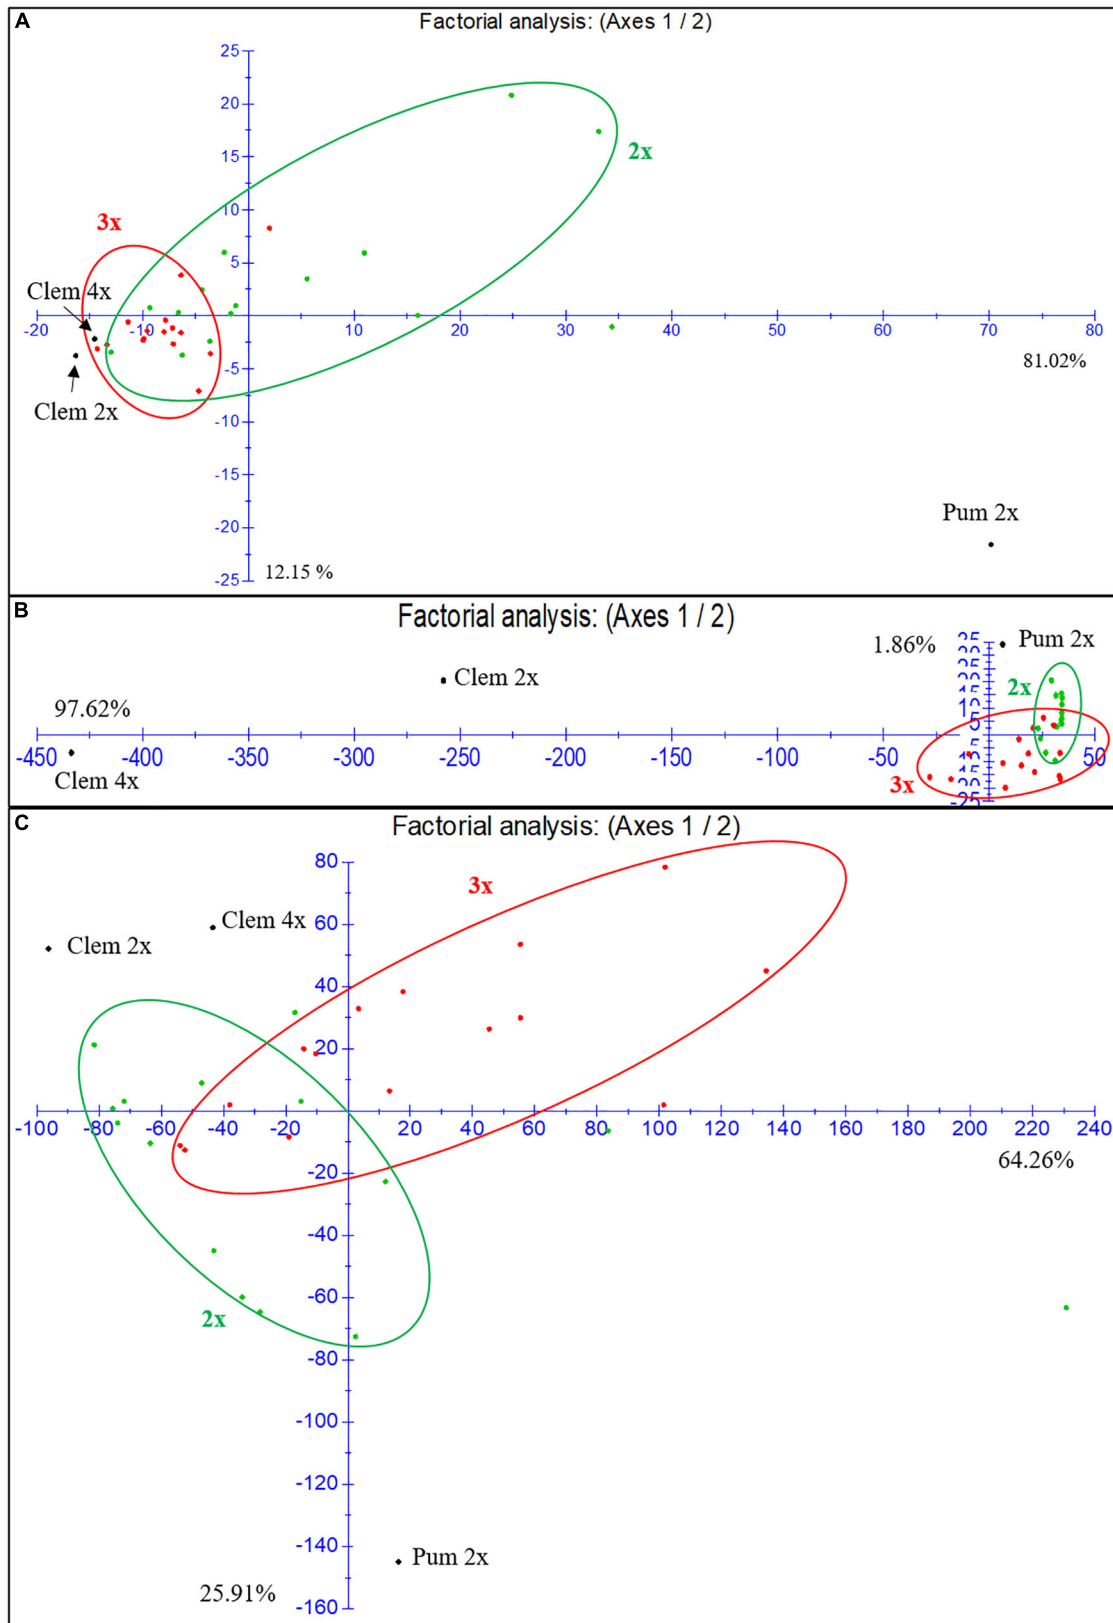 A
Factorial analysis: (Axes 1 / 2)
25
20
15
10
5
-5
-10
-15
-20
-25
-20 -10 10 20 30 40 50 60 70 80
2x
3x
Clem 4x
Clem 2x
81.02%
Pum 2x
12.15 %
B
Factorial analysis: (Axes 1 / 2)
1.86%
Pum 2x
Clem 2x
2x
97.62%
-450 -400 -350 -300 -250 -200 -150 -100 -50 50
Clem 4x
3x
C
Factorial analysis: (Axes 1 / 2)
80
60
40
20
-20
-40
-60
-80
-100
-120
-140
-160
3x
Clem 4x
Clem 2x
-100 -80 -60 -40 -20 20 40 60 80 100 120 140 160 180 200 220 240
64.26%
2x
Pum 2x
25.91%